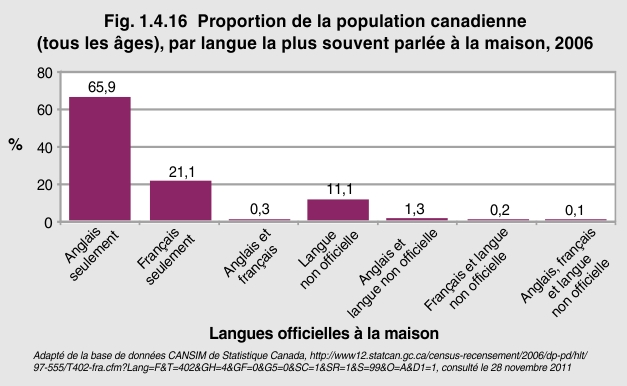 Fig. 1.4.16 Proportion de la population canadienne
(tous les âges), par langue la plus souvent parlée à la maison, 2006
80
65,9
60
%
40
21,1
20
11,1
0,3
1,3
0,2
0,1
0
Anglais
seulement
Français
seulement
Anglais et
français
Langue
non officielle
Anglais et
langue non officielle
Français et langue
non officielle
Anglais, français
et langue
non officielle
Langues officielles à la maison
Adapté de la base de données CANSIM de Statistique Canada, http://www12.statcan.gc.ca/census-recensement/2006/dp-pd/hlt/
97-555/T402-fra.cfm?Lang=F&T=402&GH=4&GF=0&G5=0&SC=1&SR=1&S=99&O=A&D1=1, consulté le 28 novembre 2011